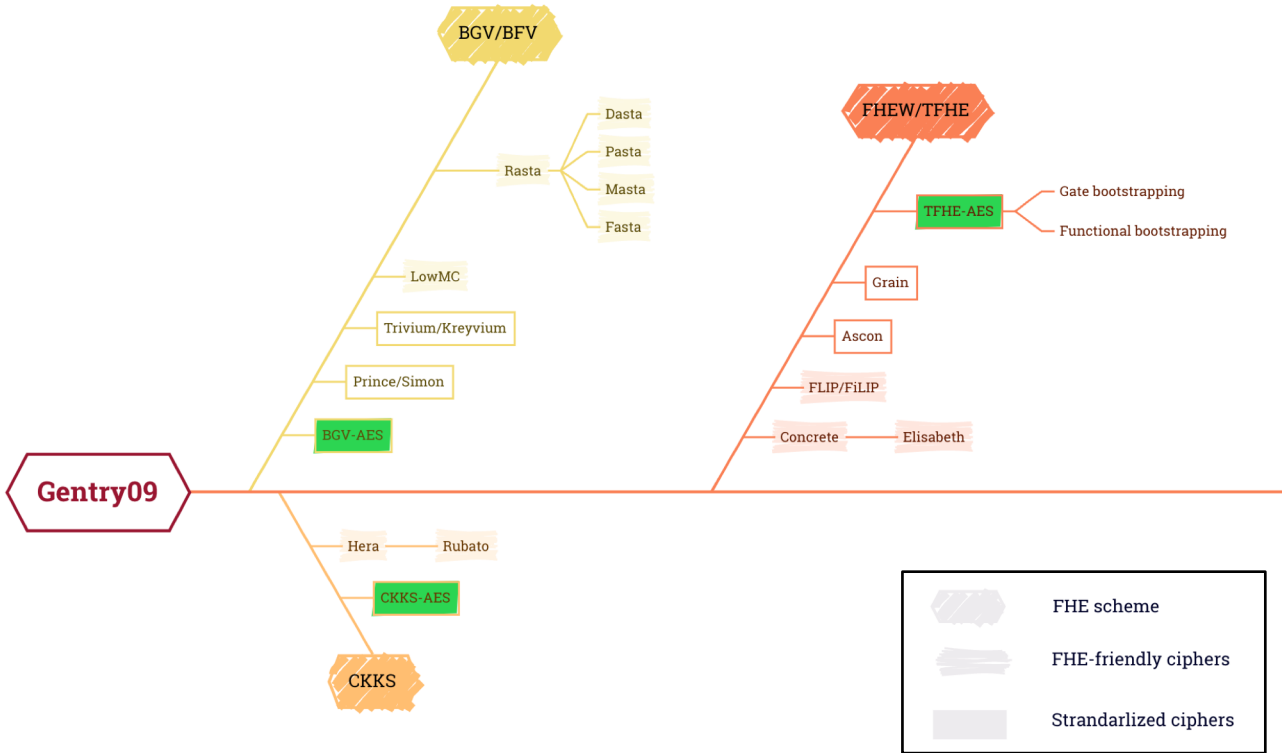 BGV/BFV
Dasta
Pasta
Rasta
Masta
Fasta
LowMC
Trivium/Kreyvium
Prince/Simon
BGV-AES
FHEW/TFHE
Gate bootstrapping
TFHE-AES
Functional bootstrapping
Grain
Ascon
FLIP/FiLIP
Concrete
Elisabeth
Gentry09
Hera
Rubato
CKKS-AES
CKKS
FHE scheme
FHE-friendly ciphers
Strandarlized ciphers